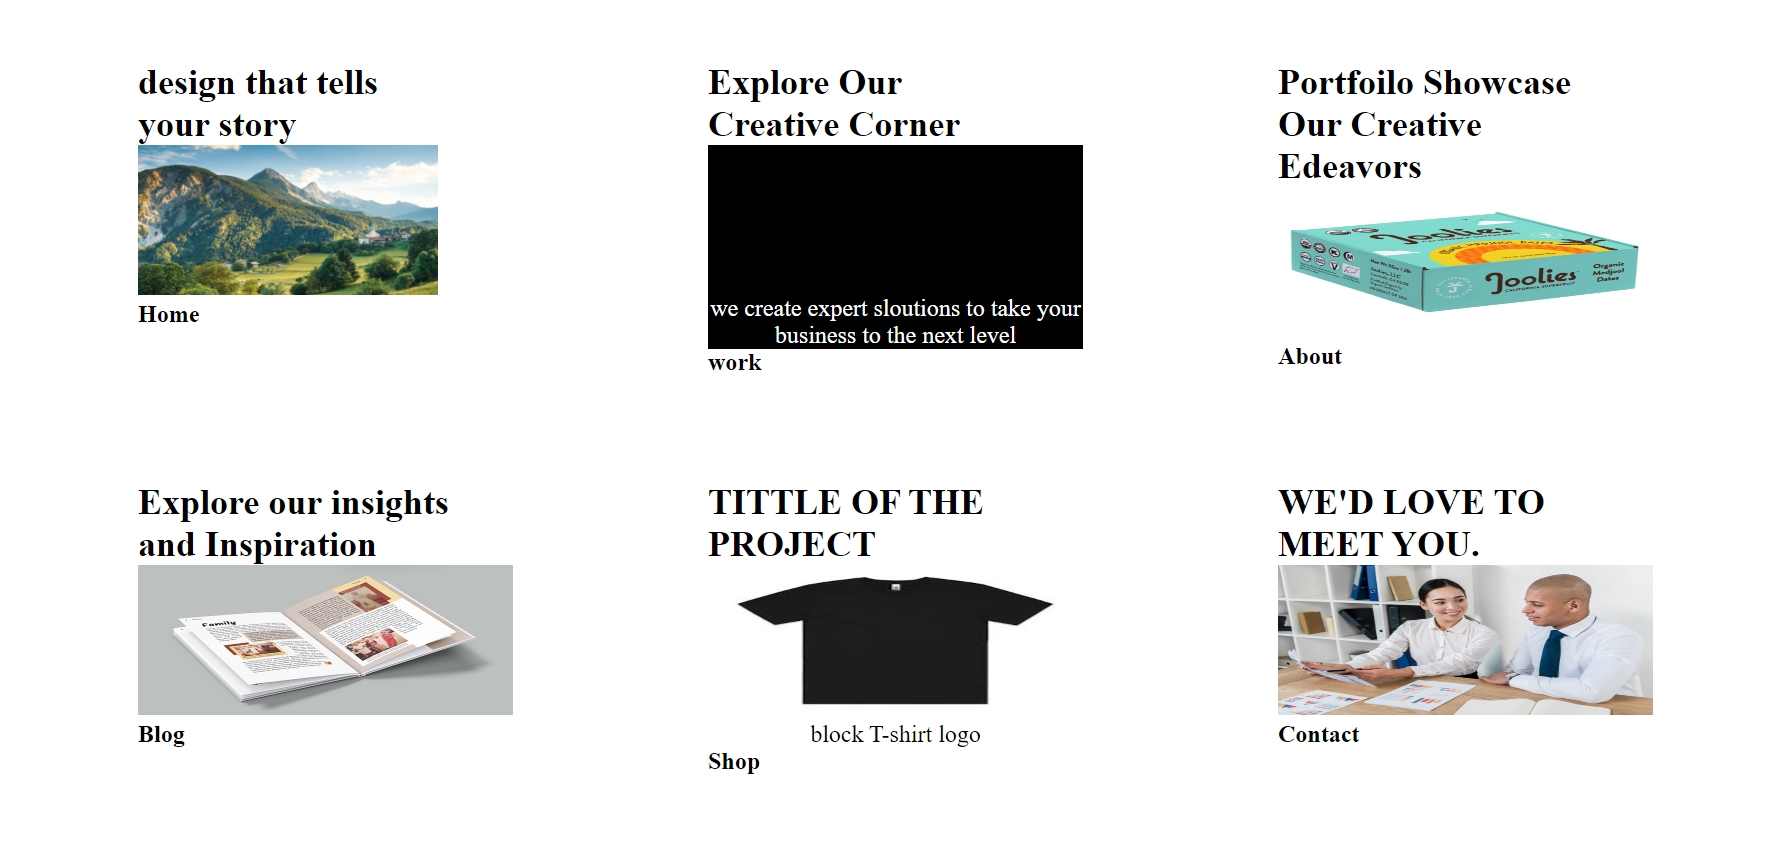 design that tells
your story
Home
Explore Our
Creative Corner
we create expert sloutions to take your
business to the next level
work
Portfoilo Showcase
Our Creative
Edeavors
Joolies
Joolies
CALIFORNIA SUPERFRUIT
Organic
Medjool
Dates
About
Explore our insights
and Inspiration
Family
Blog
TITTLE OF THE
PROJECT
block T-shirt logo
Shop
WE'D LOVE TO
MEET YOU.
Contact